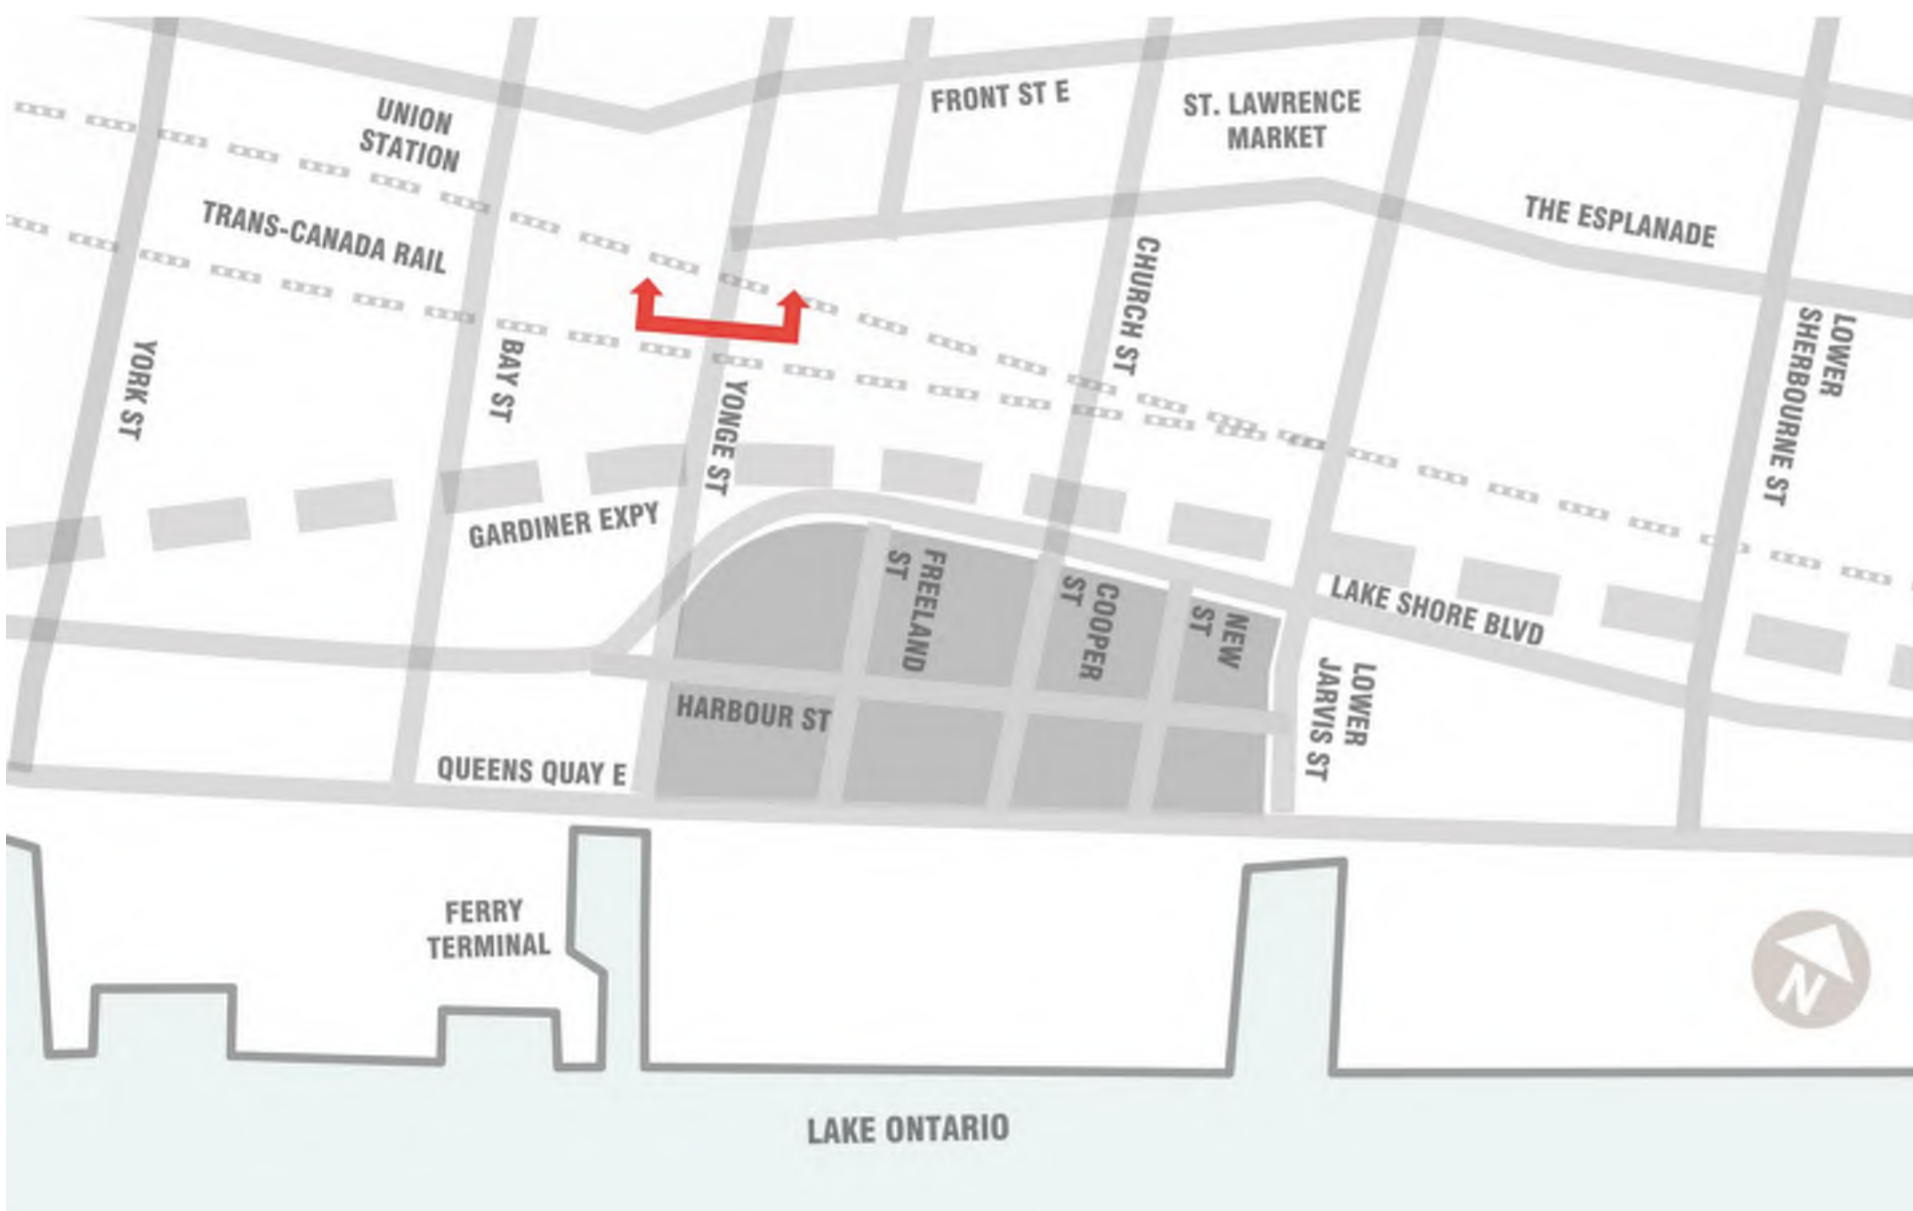 FRONT ST E
ST. LAWRENCE
MARKET
UNION
STATION
THE ESPLANADE
TRANS-CANADA RAIL
CHURCH ST
LOWER
SHERBOURNE ST
YORK ST
BAY ST
YONGE ST
GARDINER EXPY
FREELAND
ST
COOPER
ST
NEW
ST
LAKE SHORE BLVD
LOWER
JARVIS ST
HARBOUR ST
QUEENS QUAY E
FERRY
TERMINAL
N
LAKE ONTARIO